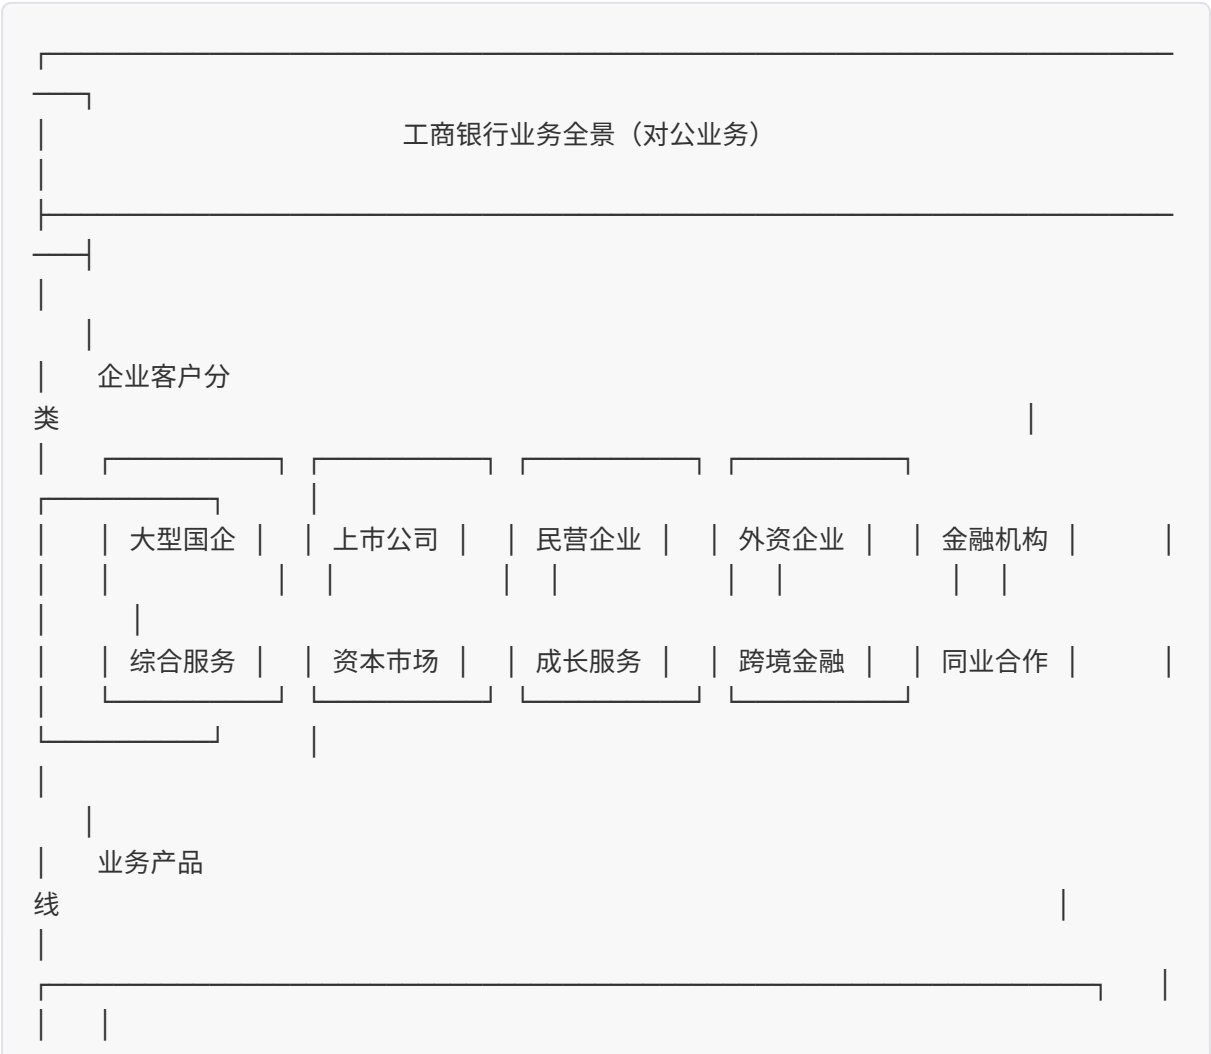 工商银行业务全景（对公业务）
企业客户分
类
大型国企 上市公司 民营企业 外资企业 金融机构
综合服务 资本市场 成长服务 跨境金融 同业合作
业务产品
线